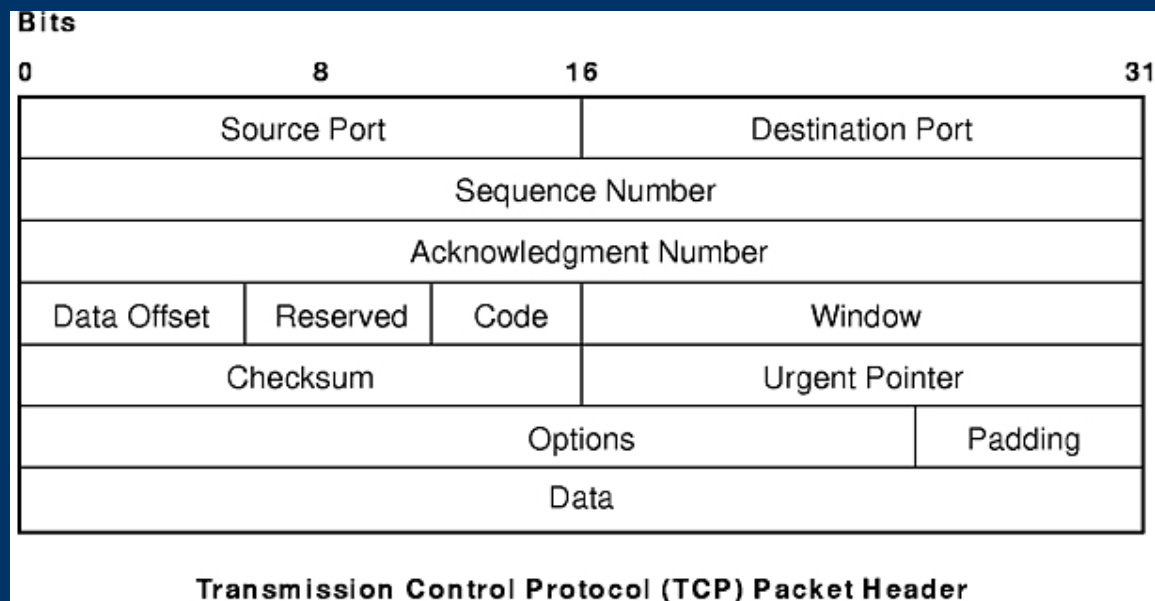 Bits
0 8 16 31
Source Port Destination Port
Sequence Number
Acknowledgment Number
Data Offset Reserved Code Window
Checksum Urgent Pointer
Options Padding
Data
Transmission Control Protocol (TCP) Packet Header